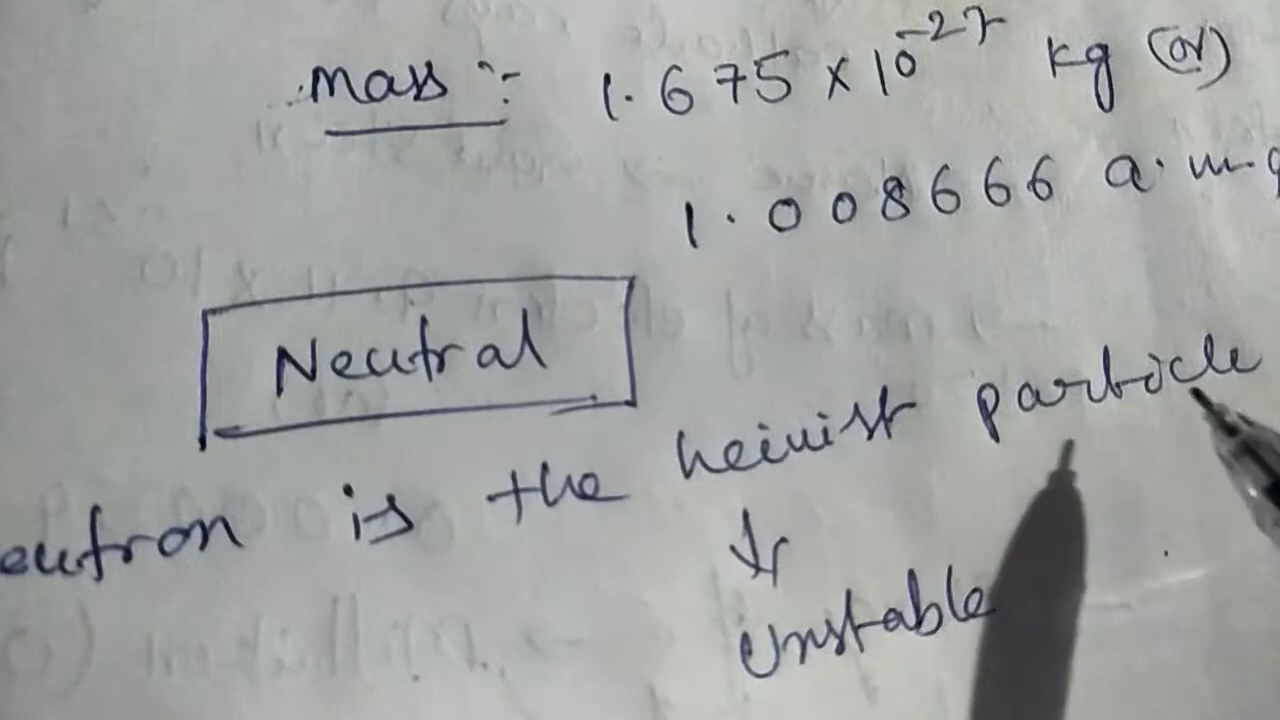 mass :- 1.675 × 10⁻²⁷ kg (or)
1.008666 a.m.
Neutral
eutron is the heivist particle
↓
Unstable